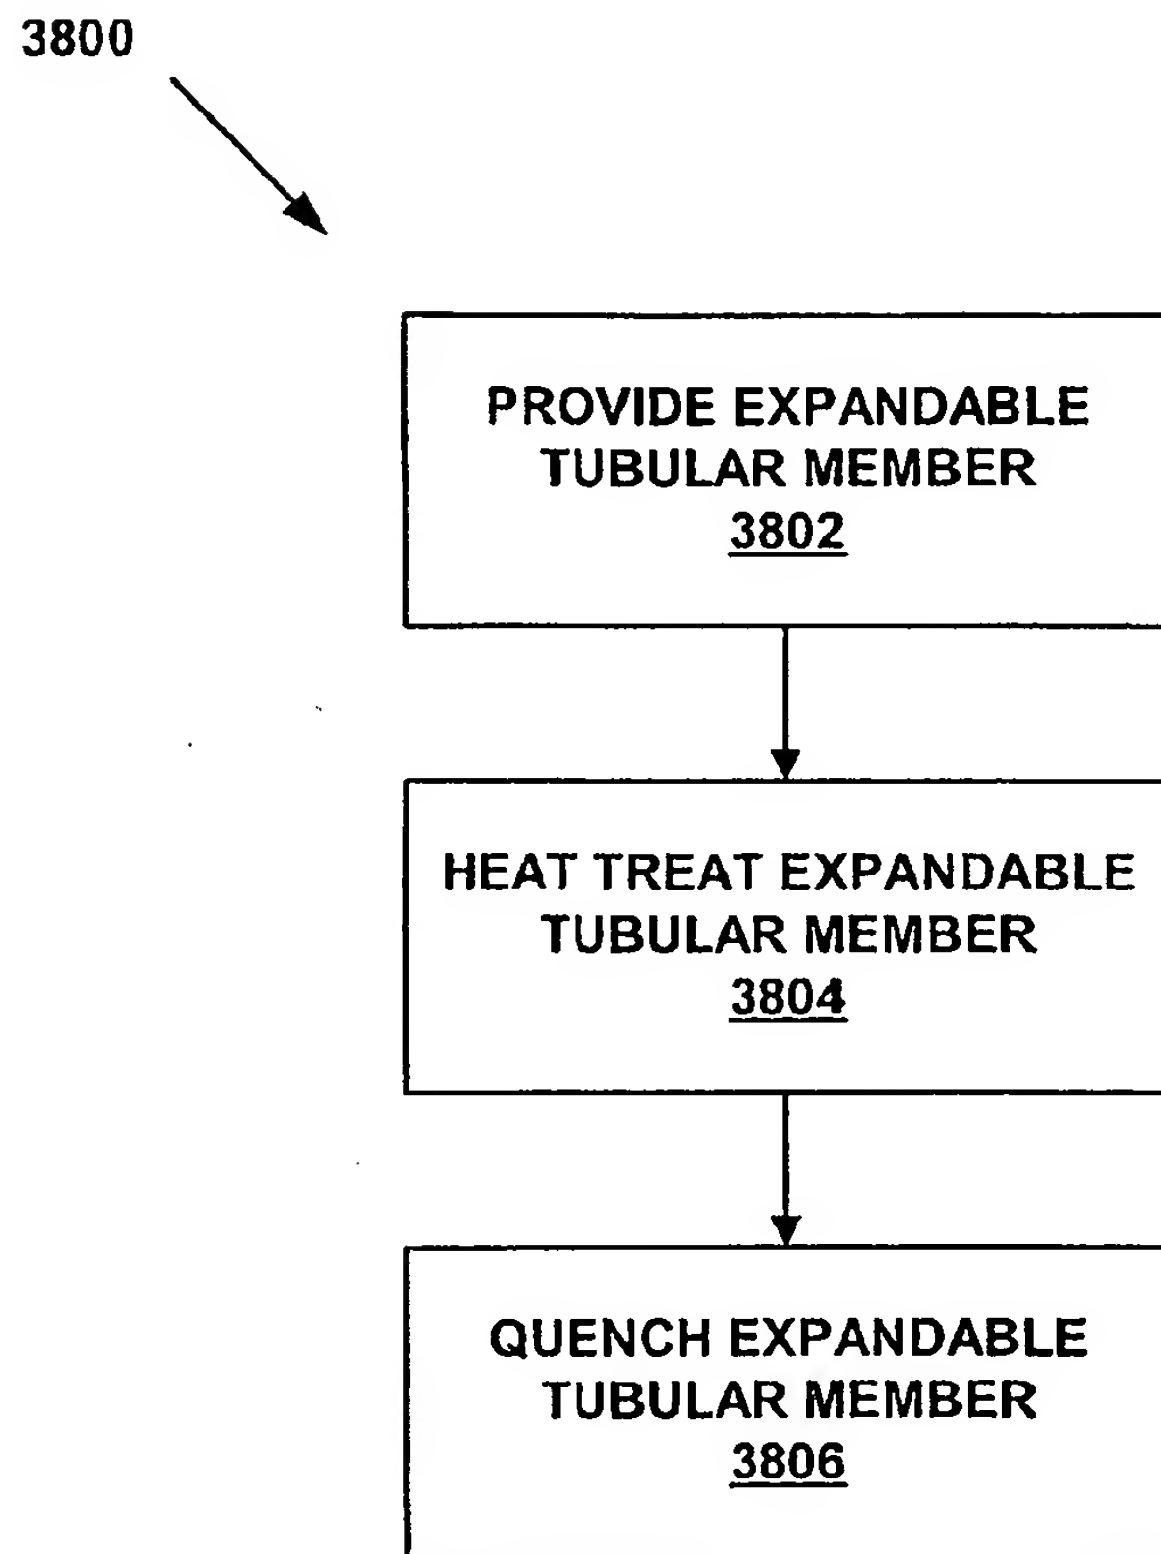 3800
PROVIDE EXPANDABLE
TUBULAR MEMBER
3802
HEAT TREAT EXPANDABLE
TUBULAR MEMBER
3804
QUENCH EXPANDABLE
TUBULAR MEMBER
3806